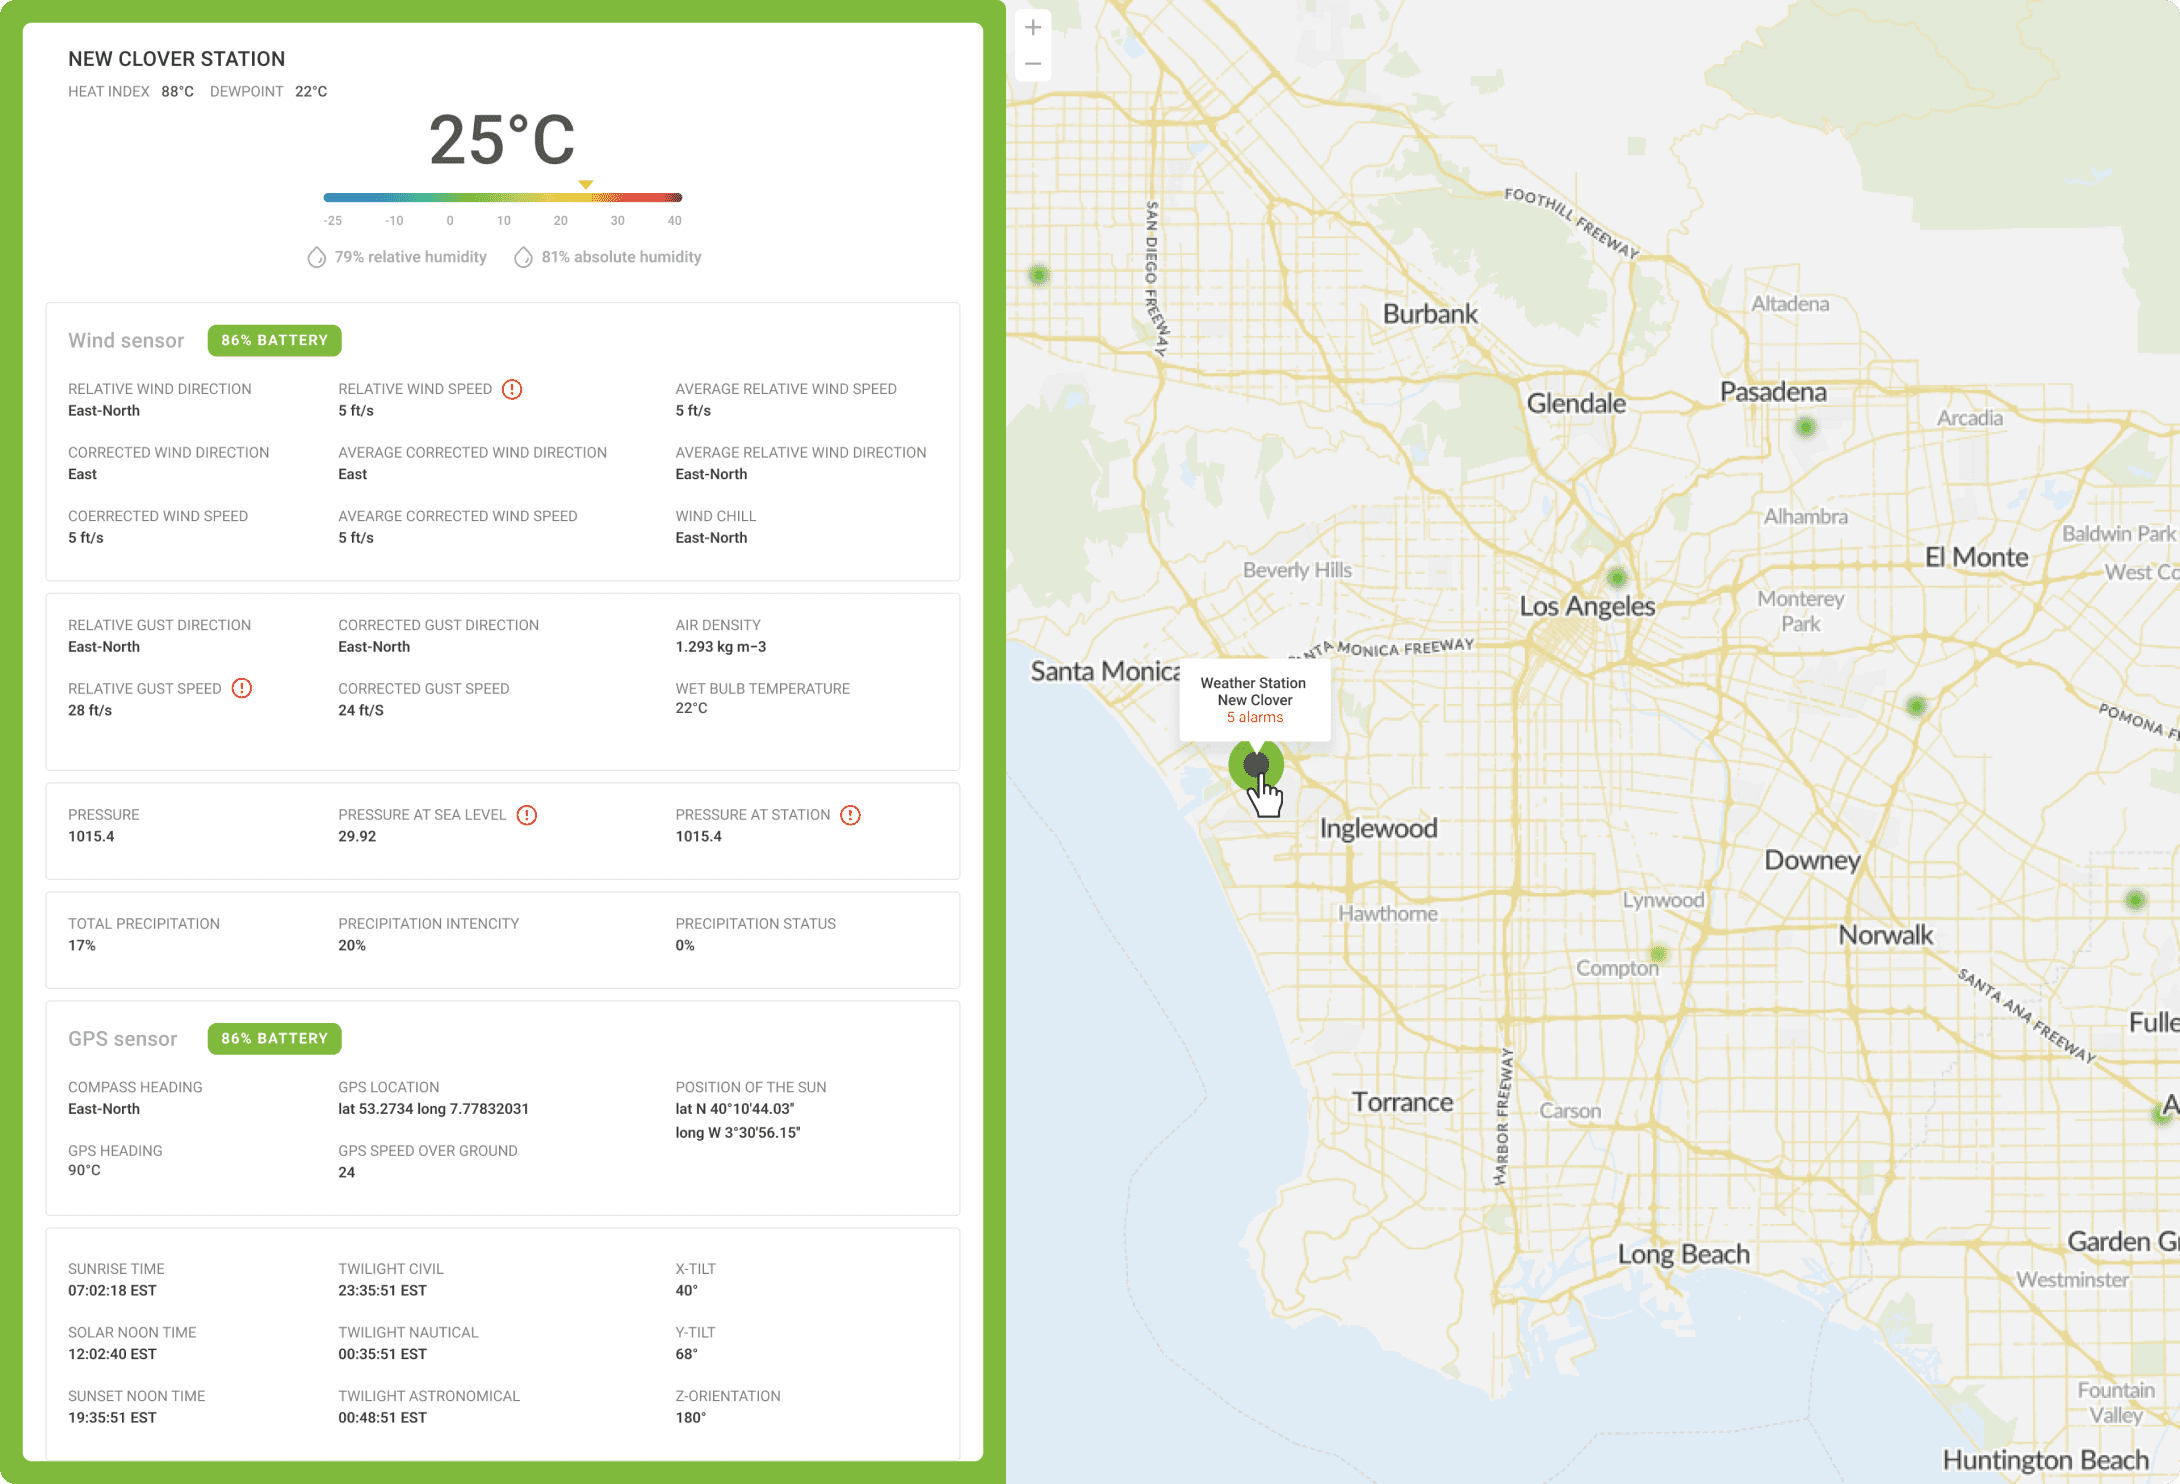 NEW CLOVER STATION
HEAT INDEX 88°C DEWPOINT 22°C
25°C
-25 -10 0 10 20 30 40
79% relative humidity 81% absolute humidity
Wind sensor 86% BATTERY
RELATIVE WIND DIRECTION RELATIVE WIND SPEED AVERAGE RELATIVE WIND SPEED
East-North 5 ft/s 5 ft/s
CORRECTED WIND DIRECTION AVERAGE CORRECTED WIND DIRECTION AVERAGE RELATIVE WIND DIRECTION
East East East-North
COERRECTED WIND SPEED AVEARGE CORRECTED WIND SPEED WIND CHILL
5 ft/s 5 ft/s East-North
RELATIVE GUST DIRECTION CORRECTED GUST DIRECTION AIR DENSITY
East-North East-North 1.293 kg m−3
RELATIVE GUST SPEED CORRECTED GUST SPEED WET BULB TEMPERATURE
28 ft/s 24 ft/S 22°C
PRESSURE PRESSURE AT SEA LEVEL PRESSURE AT STATION
1015.4 29.92 1015.4
TOTAL PRECIPITATION PRECIPITATION INTENCITY PRECIPITATION STATUS
17% 20% 0%
GPS sensor 86% BATTERY
COMPASS HEADING GPS LOCATION POSITION OF THE SUN
East-North lat 53.2734 long 7.77832031 lat N 40°10'44.03"
long W 3°30'56.15"
GPS HEADING GPS SPEED OVER GROUND
90°C 24
SUNRISE TIME TWILIGHT CIVIL X-TILT
07:02:18 EST 23:35:51 EST 40°
SOLAR NOON TIME TWILIGHT NAUTICAL Y-TILT
12:02:40 EST 00:35:51 EST 68°
SUNSET NOON TIME TWILIGHT ASTRONOMICAL Z-ORIENTATION
19:35:51 EST 00:48:51 EST 180°
+
−
FOOTHILL FREEWAY
SAN DIEGO FREEWAY
Burbank
Altadena
Glendale
Pasadena
Arcadia
Alhambra
Baldwin Park
El Monte
West Co
Beverly Hills
Los Angeles
Monterey
Park
NTA MONICA FREEWAY
Santa Monica
Weather Station
New Clover
5 alarms
POMONA F
Inglewood
Downey
Hawthorne
Lynwood
Norwalk
Compton
SANTA ANA FREEWAY
Fulle
HARBOR FREEWAY
Torrance
Carson
A
Garden Gr
Long Beach
Westminster
Fountain
Valley
Huntington Beach